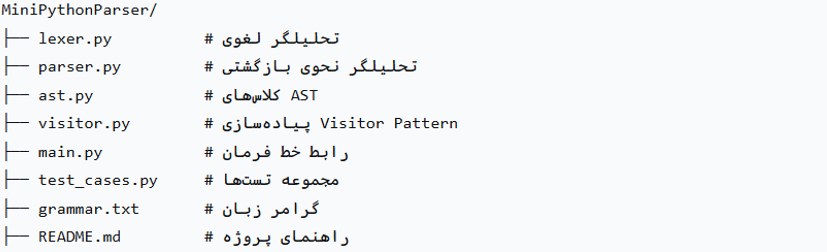 MiniPythonParser/
├── lexer.py # تحلیلگر لغوی
├── parser.py # تحلیلگر نحوی بازگشتی
├── ast.py # کلاس‌های AST
├── visitor.py # پیاده‌سازی Visitor Pattern
├── main.py # رابط خط فرمان
├── test_cases.py # مجموعه تست‌ها
├── grammar.txt # گرامر زبان
├── README.md # راهنمای پروژه